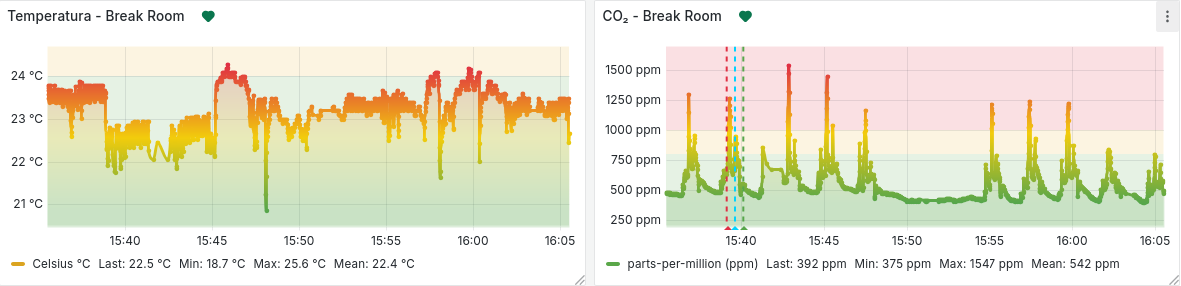 Temperatura - Break Room
24 °C
23 °C
22 °C
21 °C
15:40 15:45 15:50 15:55 16:00 16:05
Celsius °C Last: 22.5 °C Min: 18.7 °C Max: 25.6 °C Mean: 22.4 °C
CO₂ - Break Room
1500 ppm
1250 ppm
1000 ppm
750 ppm
500 ppm
250 ppm
15:40 15:45 15:50 15:55 16:00 16:05
parts-per-million (ppm) Last: 392 ppm Min: 375 ppm Max: 1547 ppm Mean: 542 ppm